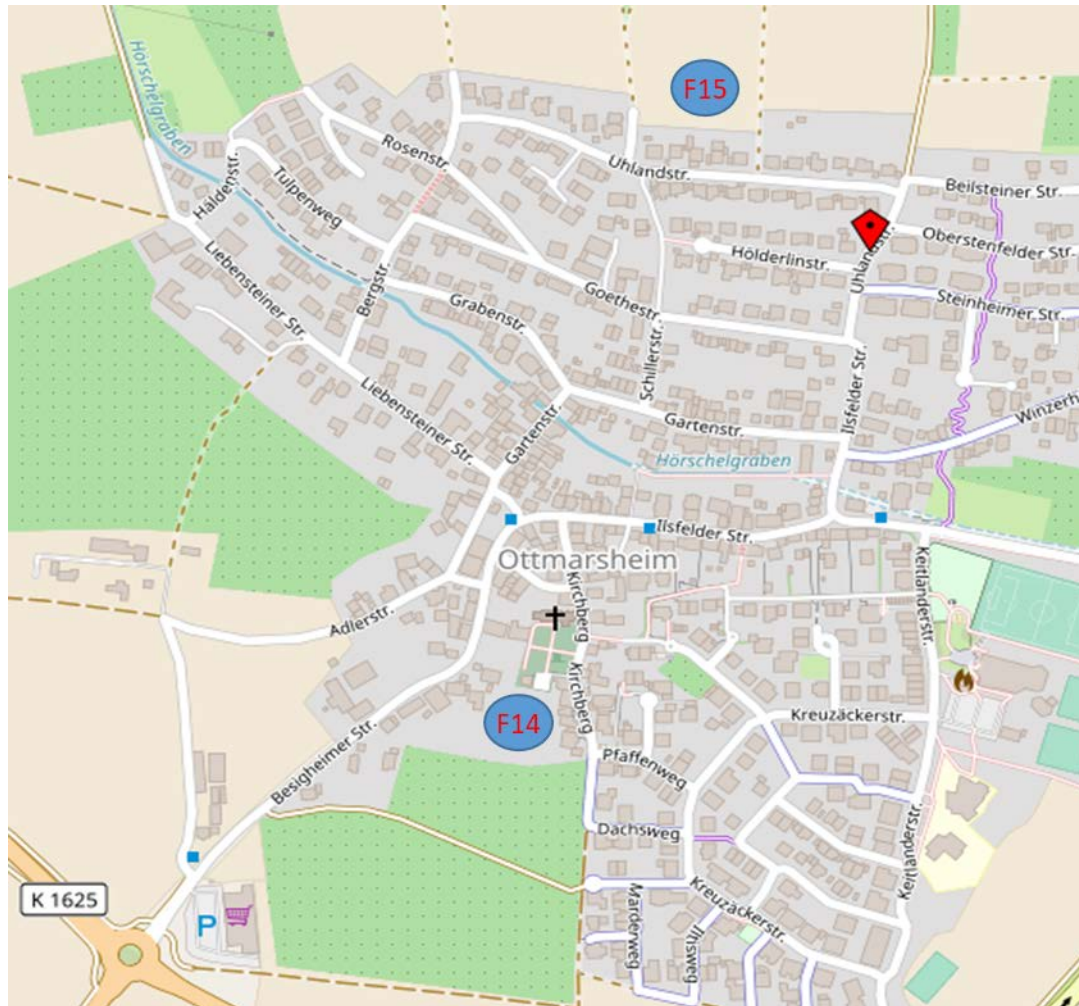 Hörschelgraben
F15
Rosenstr.
Uhlandstr.
Beilsteiner Str.
Häldenstr.
Tulpenweg
Oberstenfelder Str.
Hölderlinstr.
Uhlandstr.
Liebensteiner Str.
Bergstr.
Grabenstr.
Goethestr.
Steinheimer Str.
Schillerstr.
Ilsfelder Str.
Liebensteiner Str.
Gartenstr.
Gartenstr.
Winzerh
Hörschelgraben
Ilsfelder Str.
Ottmarsheim
Kirchberg
Keitländerstr.
Adlerstr.
Kirchberg
F14
Kreuzäckerstr.
Besigheimer Str.
Pfaffenweg
Dachsweg
Keitländerstr.
K 1625
P
Marderweg
Iltisweg
Kreuzäckerstr.